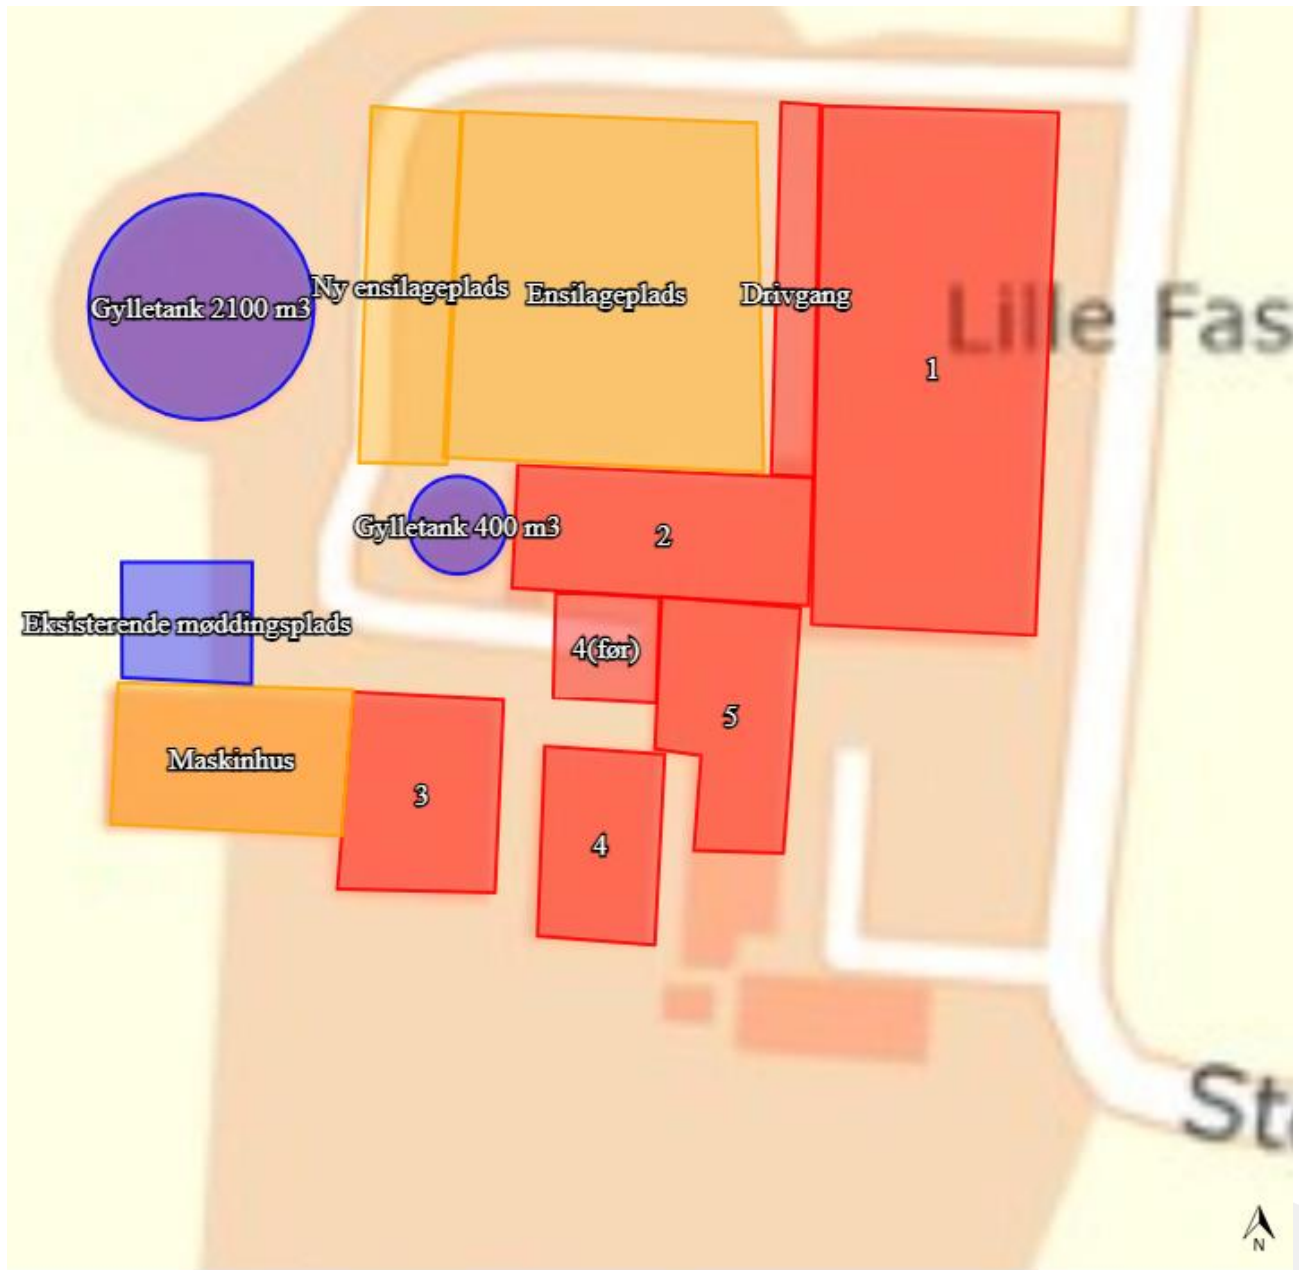 Ny ensilageplads
Ensilageplads
Drivgang
Gylletank 2100 m3
Lille Fas
1
Gylletank 400 m3
2
Eksisterende møddingsplads
4(før)
5
Maskinhus
3
4
St
N